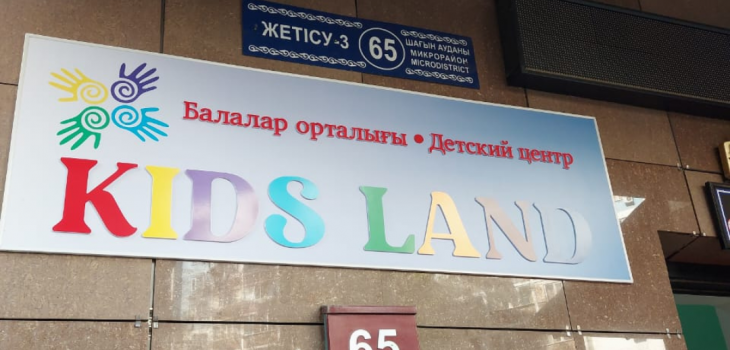 ЖЕТІСУ-3
65
ШАҒЫН АУДАНЫ
МИКРОРАЙОН
MICRODISTRICT
Балалар орталығы • Детский центр
KIDS LAND
65